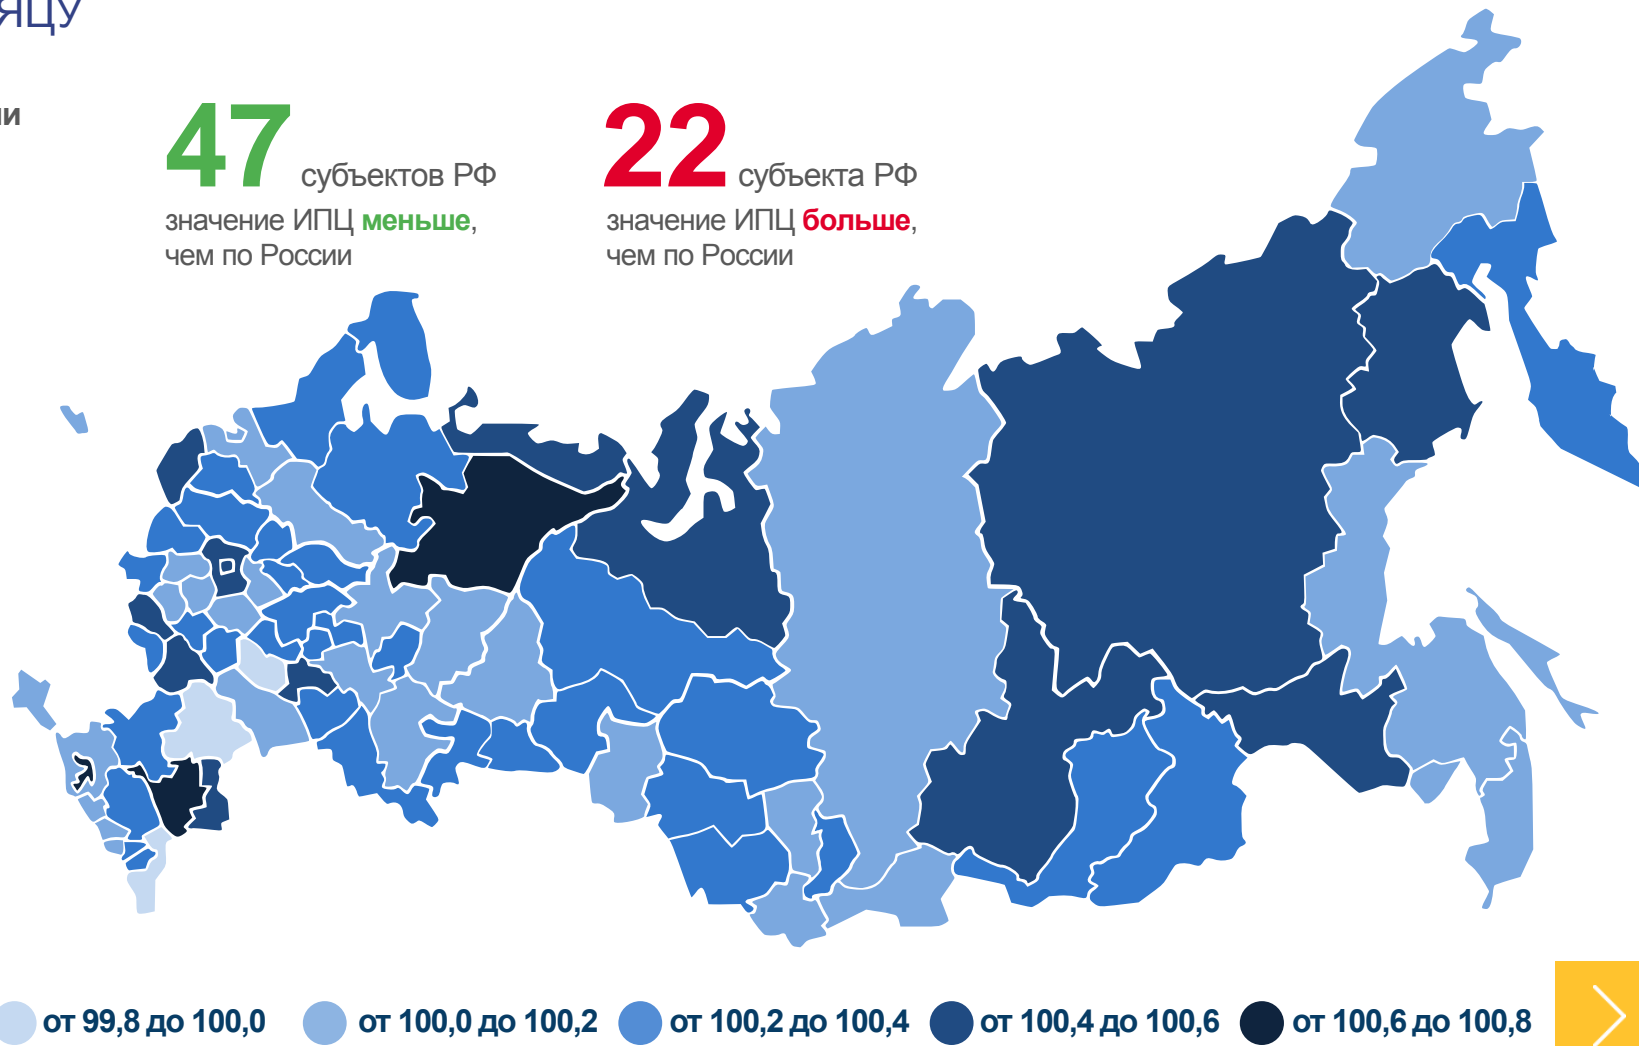 47 субъектов РФ
значение ИПЦ меньше,
чем по России
22 субъекта РФ
значение ИПЦ больше,
чем по России
от 99,8 до 100,0
от 100,0 до 100,2
от 100,2 до 100,4
от 100,4 до 100,6
от 100,6 до 100,8